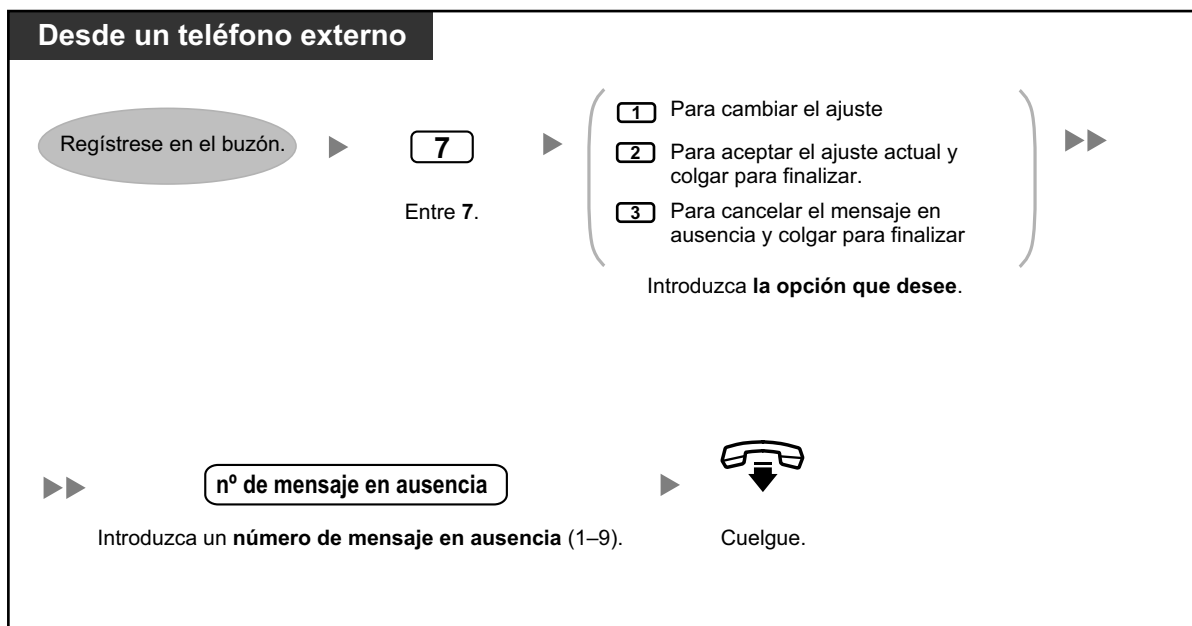 Desde un teléfono externo
Regístrese en el buzón.
7
Entre 7.
1 Para cambiar el ajuste
2 Para aceptar el ajuste actual y
colgar para finalizar.
3 Para cancelar el mensaje en
ausencia y colgar para finalizar
Introduzca la opción que desee.
nº de mensaje en ausencia
Introduzca un número de mensaje en ausencia (1–9).
Cuelgue.